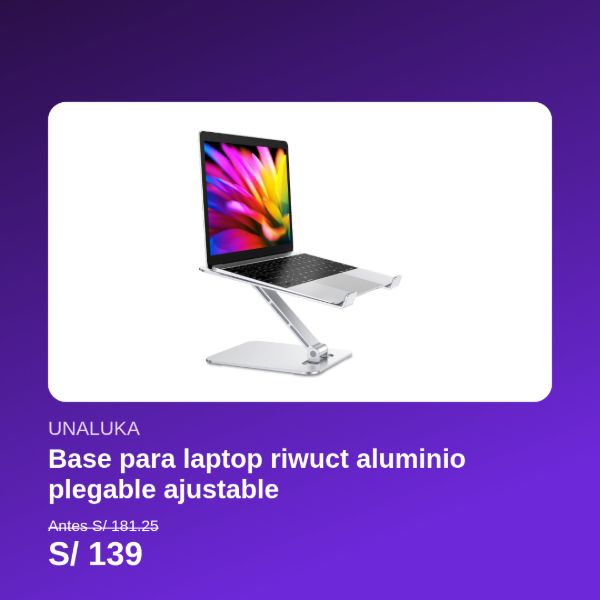 UNALUKA
Base para laptop riwuct aluminio
plegable ajustable
Antes S/ 181.25
S/ 139